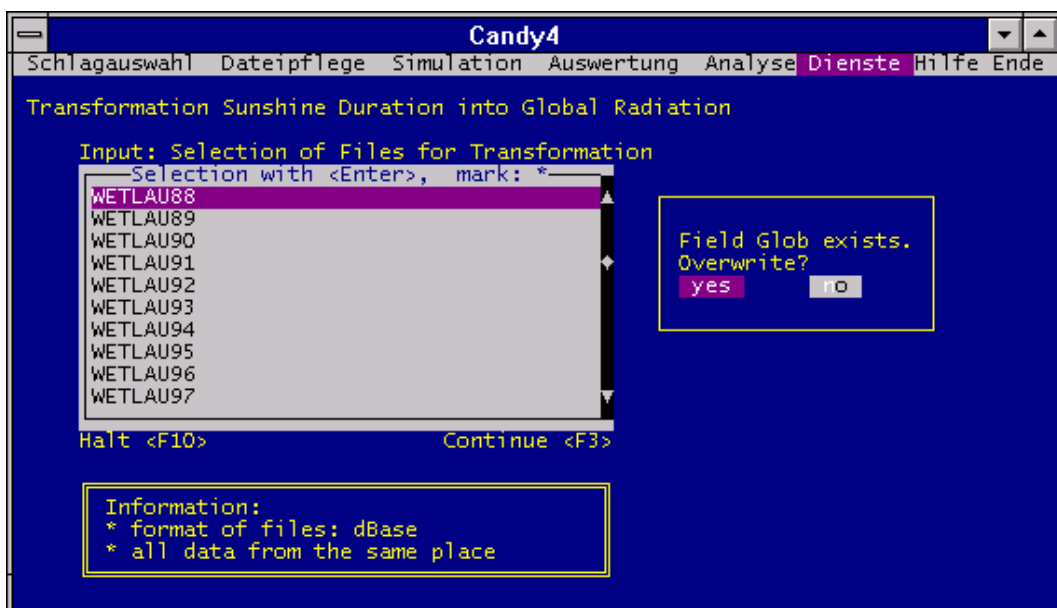 Candy4
Schlagauswahl Dateipflege Simulation Auswertung Analyse Dienste Hilfe Ende
Transformation Sunshine Duration into Global Radiation
Input: Selection of Files for Transformation
Selection with <Enter>, mark: *
WETLAU88
WETLAU89
WETLAU90
WETLAU91
WETLAU92
WETLAU93
WETLAU94
WETLAU95
WETLAU96
WETLAU97
Halt <F10> Continue <F3>
Field Glob exists.
Overwrite?
yes no
Information:
* format of files: dBase
* all data from the same place